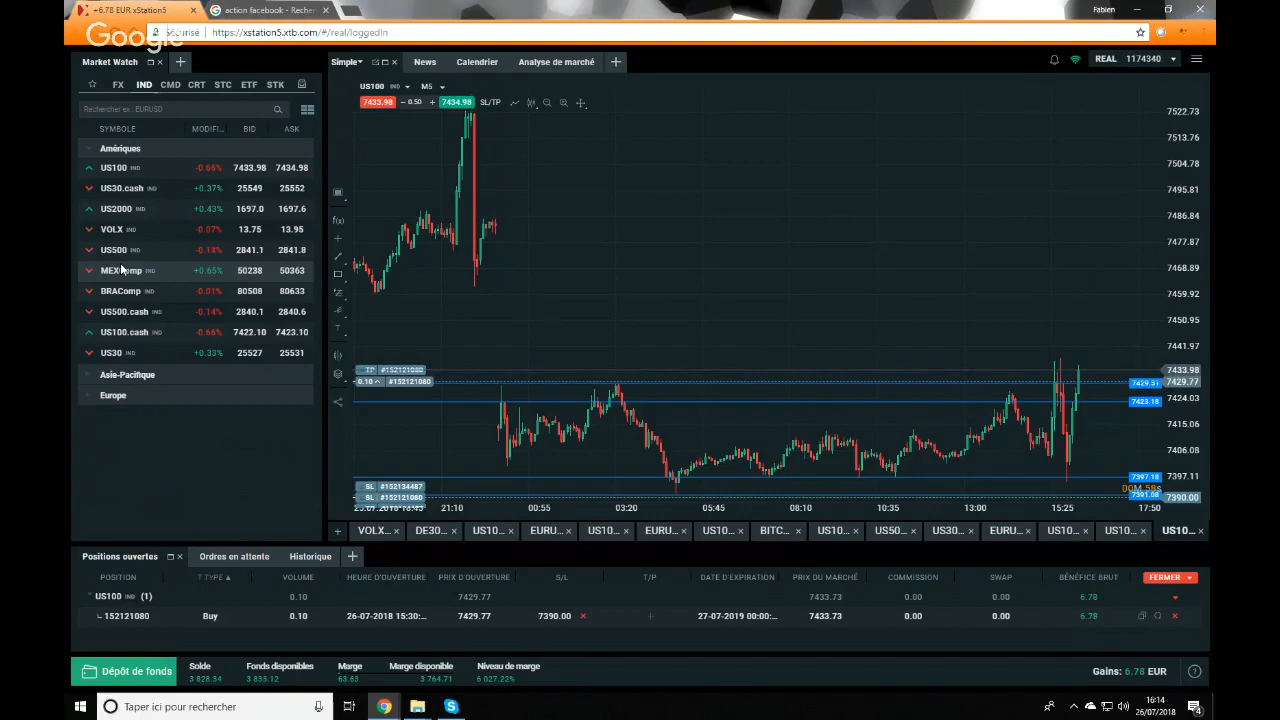 +6.78 EUR xStation5
action facebook - Recher
Fabien
Google
Sécurisé
https://xstation5.xtb.com/#/real/loggedIn
Market Watch
Simple
News
Calendrier
Analyse de marché
REAL 1174340
FX IND CMD CRT STC ETF STK
Rechercher ex. EURUSD
SYMBOLE MODIFI... BID ASK
Amériques
US100 IND -0.66% 7433.98 7434.98
US30.cash IND +0.37% 25549 25552
US2000 IND +0.43% 1697.0 1697.6
VOLX IND -0.07% 13.75 13.95
US500 IND -0.18% 2841.1 2841.8
MEXComp IND +0.65% 50238 50363
BRAComp IND -0.01% 80508 80633
US500.cash IND -0.14% 2840.1 2840.6
US100.cash IND -0.66% 7422.10 7423.10
US30 IND +0.33% 25527 25531
Asie-Pacifique
Europe
US100 IND M5
7433.98 0.50 7434.98 SL/TP
f(x)
T
7522.73
7513.76
7504.78
7495.81
7486.84
7477.87
7468.89
7459.92
7450.95
7441.97
7433.98
7429.77
7424.03
7415.06
7406.08
7397.11
7390.00
7429.51
7423.18
7397.18
7391.08
TP #152121080
0.10 #152121080
SL #152134487
SL #152121080
21:10 00:55 03:20 05:45 08:10 10:35 13:00 15:25 17:50
VOLX... DE30... US10... EURU... US10... EURU... US10... BITC... US10... US50... US30... EURU... US10... US10... US10...
Positions ouvertes
Ordres en attente
Historique
POSITION TYPE VOLUME HEURE D'OUVERTURE PRIX D'OUVERTURE S/L T/P DATE D'EXPIRATION PRIX DU MARCHÉ COMMISSION SWAP BÉNÉFICE BRUT FERMER
US100 IND (1) 0.10 7429.77 7433.73 0.00 0.00 6.78
152121080 Buy 0.10 26-07-2018 15:30:... 7429.77 7390.00 27-07-2019 00:00:... 7433.73 0.00 0.00 6.78
Dépôt de fonds
Solde Fonds disponibles Marge Marge disponible Niveau de marge
3 828.34 3 835.12 63.63 3 764.71 6 027.22%
Gains: 6,78 EUR
Taper ici pour rechercher
16:14
26/07/2018
4